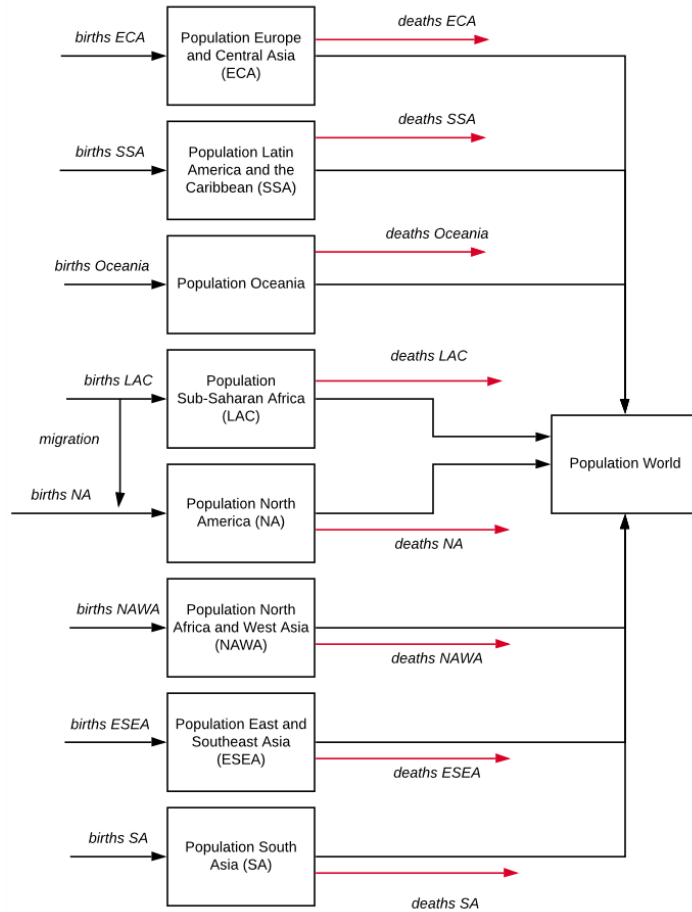 deaths ECA
births ECA
Population Europe
and Central Asia
(ECA)
deaths SSA
births SSA
Population Latin
America and the
Caribbean (SSA)
deaths Oceania
births Oceania
Population Oceania
deaths LAC
births LAC
Population
Sub-Saharan Africa
(LAC)
migration
Population World
births NA
Population North
America (NA)
deaths NA
births NAWA
Population North
Africa and West Asia
(NAWA)
deaths NAWA
births ESEA
Population East and
Southeast Asia
(ESEA)
deaths ESEA
births SA
Population South
Asia (SA)
deaths SA